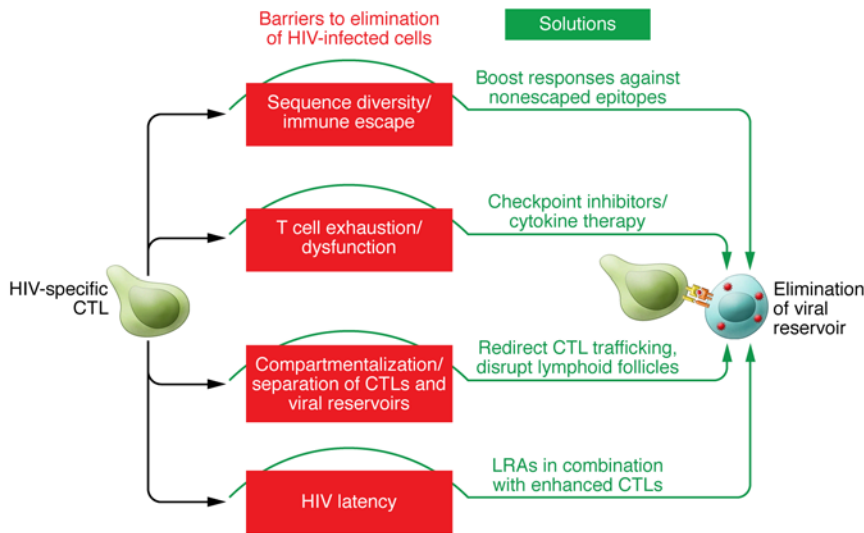 Barriers to elimination
of HIV-infected cells
Solutions
Sequence diversity/
immune escape
Boost responses against
nonescaped epitopes
T cell exhaustion/
dysfunction
Checkpoint inhibitors/
cytokine therapy
HIV-specific
CTL
Elimination
of viral
reservoir
Compartmentalization/
separation of CTLs and
viral reservoirs
Redirect CTL trafficking,
disrupt lymphoid follicles
HIV latency
LRAs in combination
with enhanced CTLs